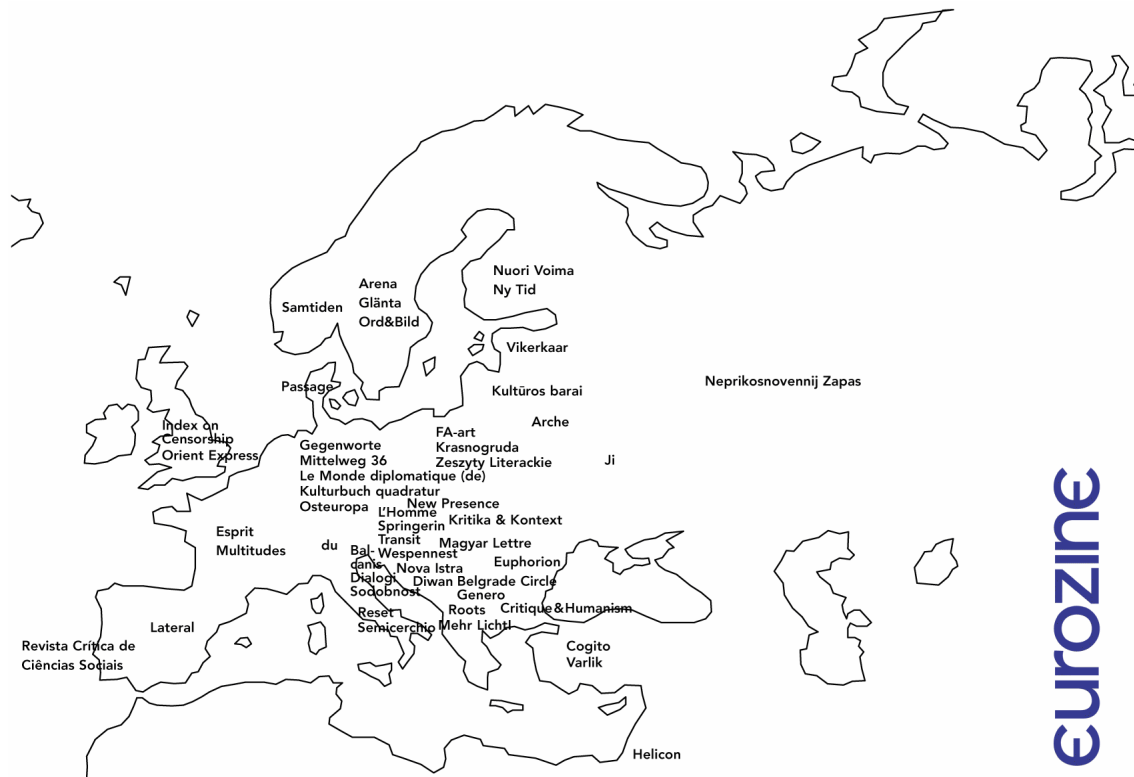 Nuori Voima
Ny Tid
Arena
Glänta
Ord&Bild
Samtiden
Vikerkaar
Passage
Kultūros barai
Neprikosnovennij Zapas
Arche
Index on
Censorship
Orient Express
FA-art
Krasnogruda
Zeszyty Literackie
Ji
Gegenworte
Mittelweg 36
Le Monde diplomatique (de)
Kulturbuch quadratur
Osteuropa
New Presence
L'Homme
Springerin
Transit
Wespennest
Kritika & Kontext
Esprit
Multitudes
du
Magyar Lettre
Bal-
canis
Dialogi
Sodobnost
Nova Istra
Euphorion
Diwan
Belgrade Circle
Genero
Roots
Critique & Humanism
Reset
Semicerchio
Mehr Licht!
Lateral
Revista Crítica de
Ciências Sociais
Cogito
Varlik
Helicon
eurozine